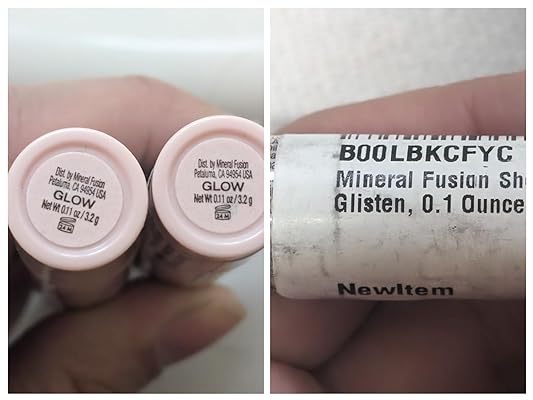 Dist. by Mineral Fusion
Petaluma, CA 94954 USA
GLOW
Net Wt 0.11 oz / 3.2 g
24 M
Dist. by Mineral Fusion
Petaluma, CA 94954 USA
GLOW
Net Wt 0.11 oz / 3.2 g
24 M
B00LBKCFYC
Mineral Fusion She
Glisten, 0.1 Ounce
NewItem